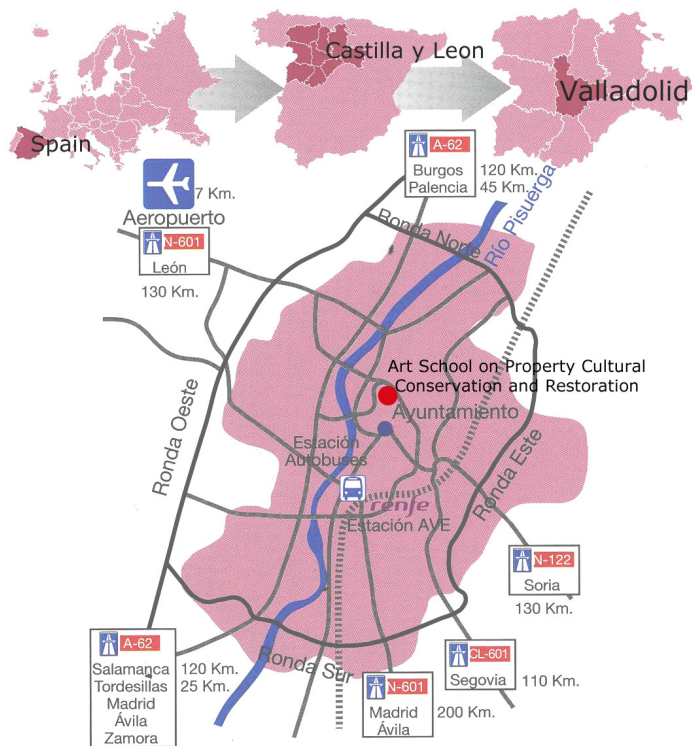 Spain
Castilla y Leon
Valladolid
A-62
Burgos 120 Km.
Palencia 45 Km.
7 Km.
Aeropuerto
N-601
León
130 Km.
Ronda Norte
Río Pisuerga
Art School on Property Cultural
Conservation and Restoration
Ayuntamiento
Ronda Oeste
Estación
Autobuses
Ronda Este
renfe
Estación AVE
N-122
Soria
130 Km.
A-62
Salamanca 120 Km.
Tordesillas 25 Km.
Madrid
Ávila
Zamora
Ronda Sur
CL-601
Segovia 110 Km.
N-601
Madrid 200 Km.
Ávila